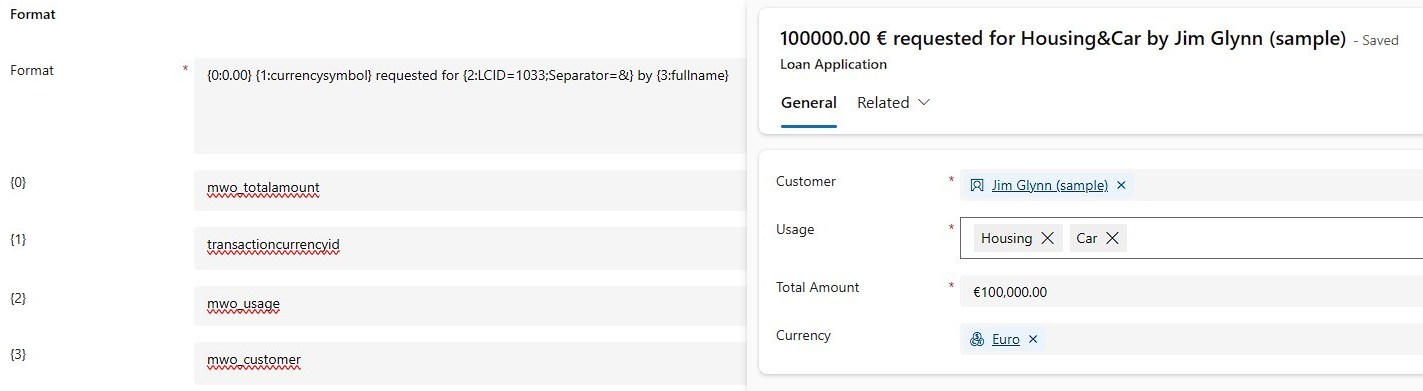 Format
Format *
{0:0.00} {1:currencysymbol} requested for {2:LCID=1033;Separator=&} by {3:fullname}
{0}
mwo_totalamount
{1}
transactioncurrencyid
{2}
mwo_usage
{3}
mwo_customer
100000.00 € requested for Housing&Car by Jim Glynn (sample) - Saved
Loan Application
General Related
Customer * Jim Glynn (sample)
Usage * Housing Car
Total Amount * €100,000.00
Currency Euro